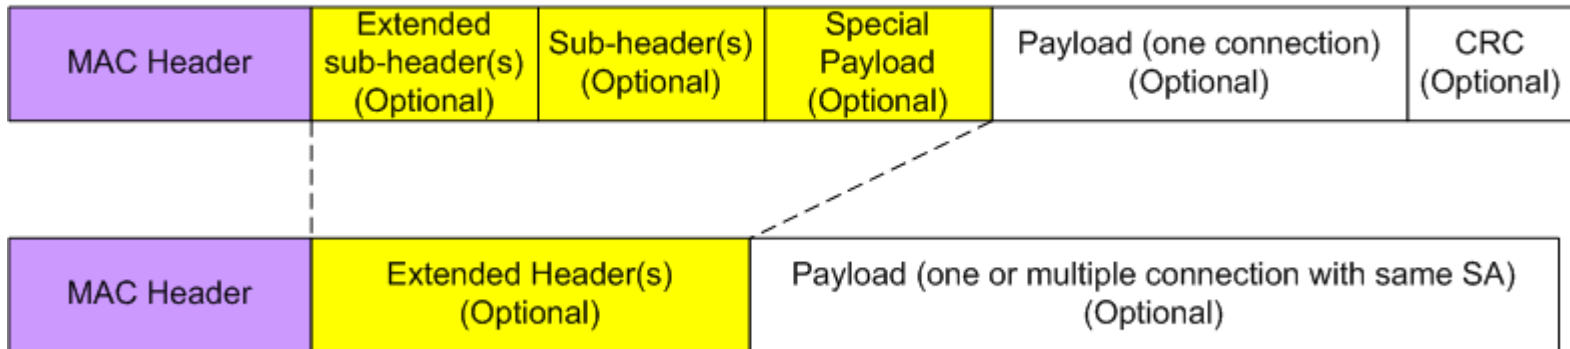 MAC Header
Extended
sub-header(s)
(Optional)
Sub-header(s)
(Optional)
Special
Payload
(Optional)
Payload (one connection)
(Optional)
CRC
(Optional)
MAC Header
Extended Header(s)
(Optional)
Payload (one or multiple connection with same SA)
(Optional)